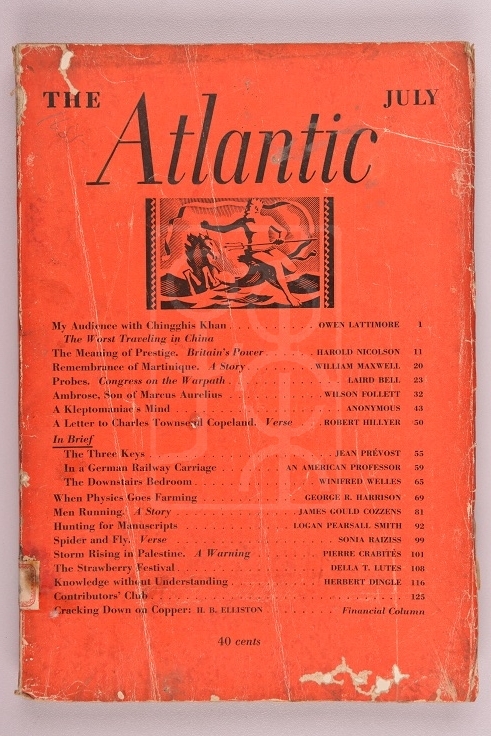 THE Atlantic JULY
My Audience with Chingghis Khan . . . . . . . . . . . . OWEN LATTIMORE 1
The Worst Traveling in China
The Meaning of Prestige. Britain's Power . . . . . . . HAROLD NICOLSON 11
Remembrance of Martinique. A Story . . . . . . . . . . WILLIAM MAXWELL 20
Probes. Congress on the Warpath . . . . . . . . . . . . LAIRD BELL 23
Ambrose, Son of Marcus Aurelius . . . . . . . . . . . . WILSON FOLLETT 32
A Kleptomaniac's Mind . . . . . . . . . . . . ANONYMOUS 43
A Letter to Charles Townsend Copeland. Verse . . . . ROBERT HILLYER 50
In Brief
The Three Keys . . . . . . . . . . . . JEAN PRÉVOST 55
In a German Railway Carriage . . . . . . . . AN AMERICAN PROFESSOR 59
The Downstairs Bedroom . . . . . . . . . . . . WINIFRED WELLES 65
When Physics Goes Farming . . . . . . . . . . . . GEORGE R. HARRISON 69
Men Running. A Story . . . . . . . . . . . . JAMES GOULD COZZENS 81
Hunting for Manuscripts . . . . . . . . . . . . LOGAN PEARSALL SMITH 92
Spider and Fly. Verse . . . . . . . . . . . . SONIA RAIZISS 99
Storm Rising in Palestine. A Warning . . . . . . . . PIERRE CRABITÈS 101
The Strawberry Festival . . . . . . . . . . . . DELLA T. LUTES 108
Knowledge without Understanding . . . . . . . . . . . . HERBERT DINGLE 116
Contributors' Club . . . . . . . . . . . . 125
Cracking Down on Copper: H. B. ELLISTON . . . . . . . Financial Column
40 cents